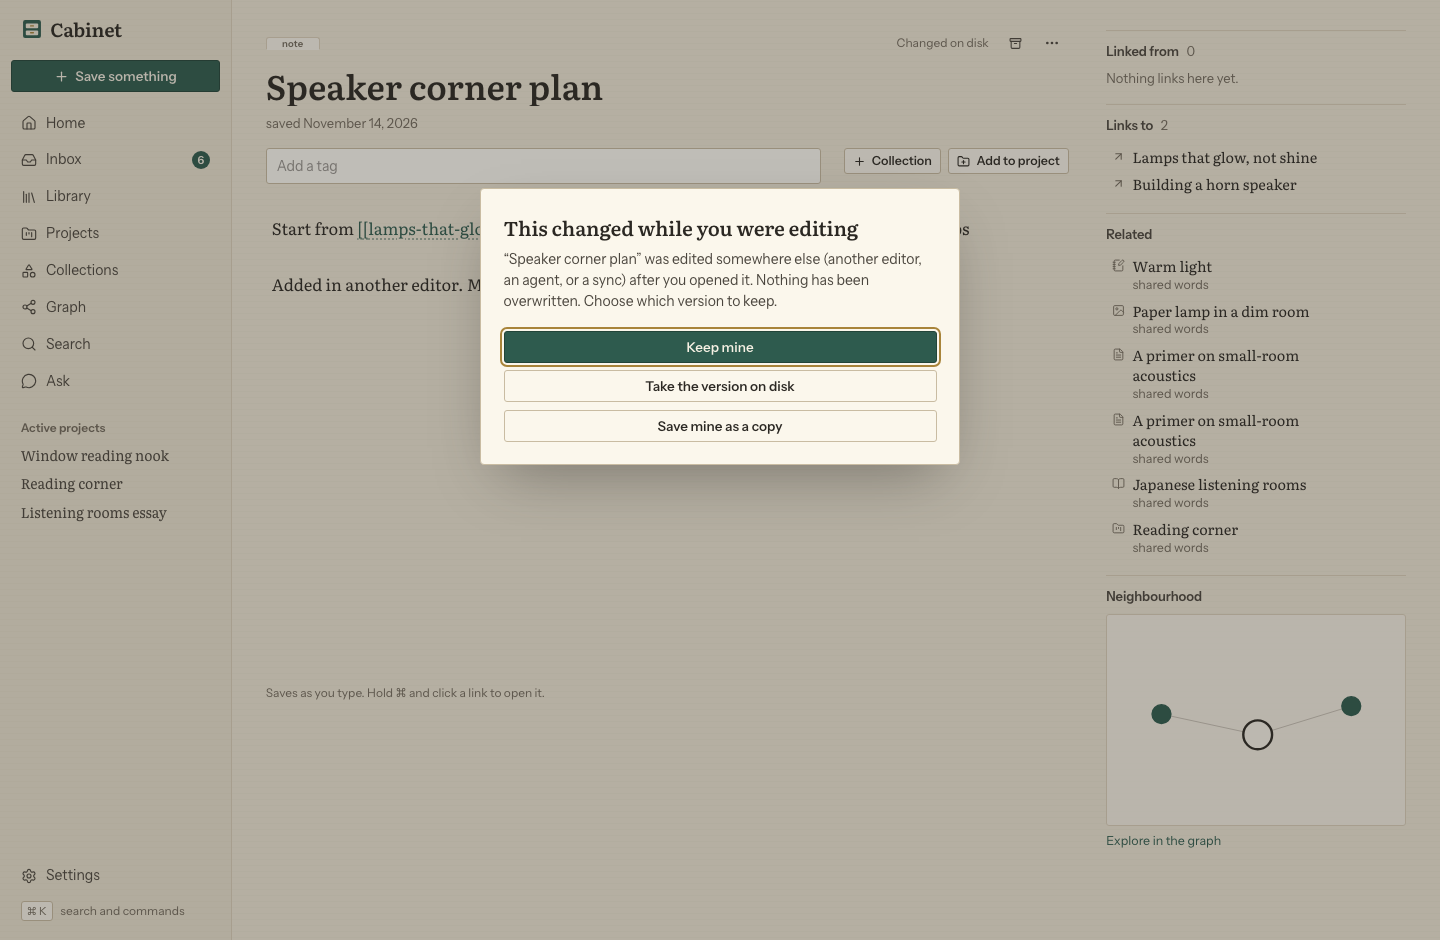 Cabinet
Save something
Home
Inbox
6
Library
Projects
Collections
Graph
Search
Ask
Active projects
Window reading nook
Reading corner
Listening rooms essay
Settings
⌘ K search and commands
note
Changed on disk
Speaker corner plan
saved November 14, 2026
Add a tag
Collection
Add to project
Start from [[lamps-that-glo
Added in another editor. M
This changed while you were editing
“Speaker corner plan” was edited somewhere else (another editor,
an agent, or a sync) after you opened it. Nothing has been
overwritten. Choose which version to keep.
Keep mine
Take the version on disk
Save mine as a copy
Saves as you type. Hold ⌘ and click a link to open it.
Linked from 0
Nothing links here yet.
Links to 2
Lamps that glow, not shine
Building a horn speaker
Related
Warm light
shared words
Paper lamp in a dim room
shared words
A primer on small-room
acoustics
shared words
A primer on small-room
acoustics
shared words
Japanese listening rooms
shared words
Reading corner
shared words
Neighbourhood
Explore in the graph